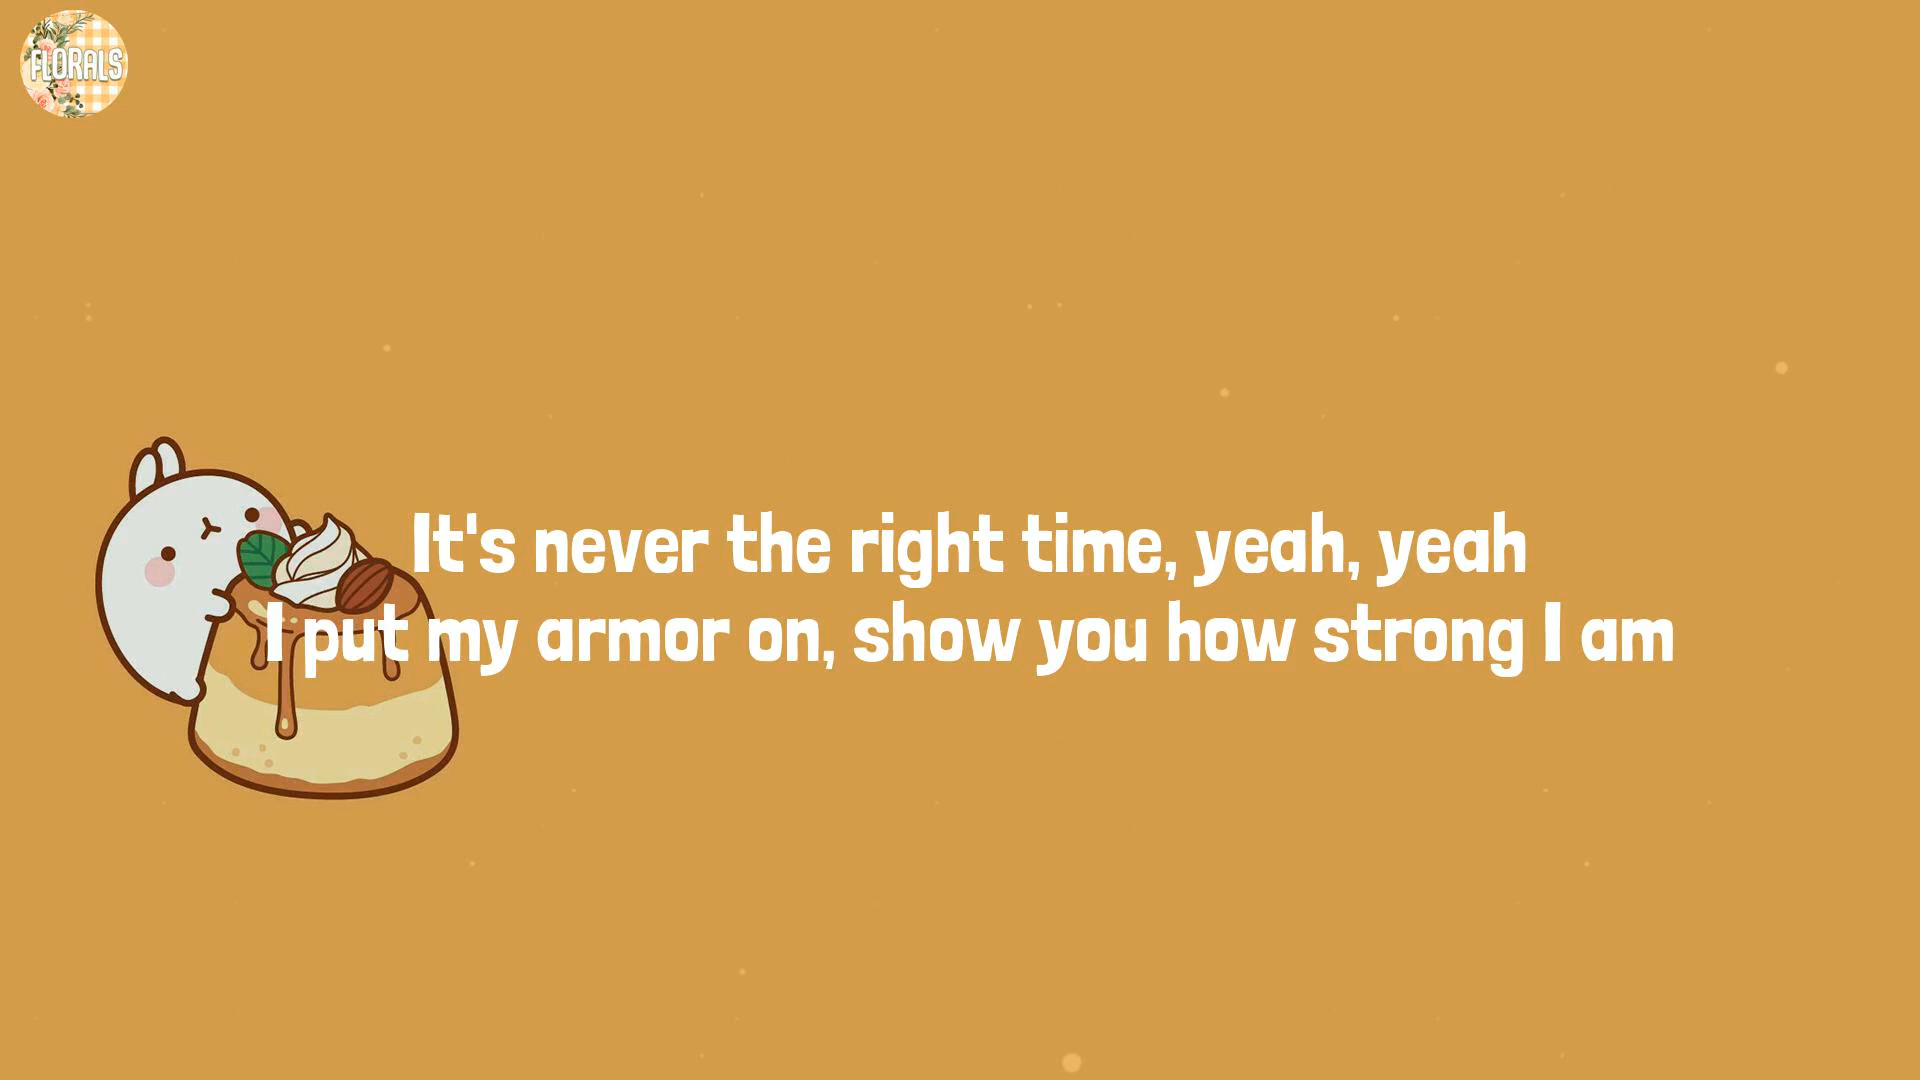 FLORALS
It's never the right time, yeah, yeah
I put my armor on, show you how strong I am